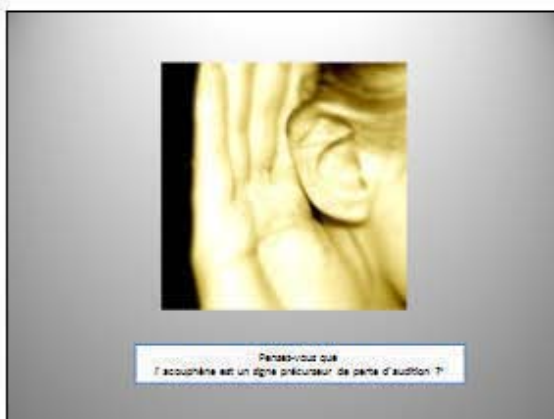 Pensez-vous que
l'acouphène est un signe précurseur de perte d'audition ?